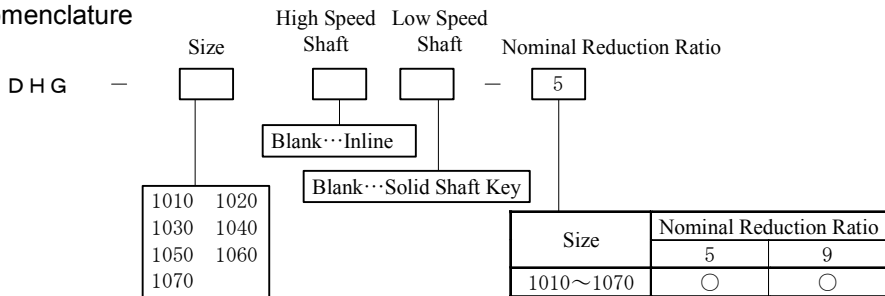 omenclature
High Speed Low Speed
Size Shaft Shaft Nominal Reduction Ratio
DHG － － 5
Blank…Inline
Blank…Solid Shaft Key
1010 1020
1030 1040
1050 1060
1070
Size Nominal Reduction Ratio
5 9
1010～1070 ○ ○